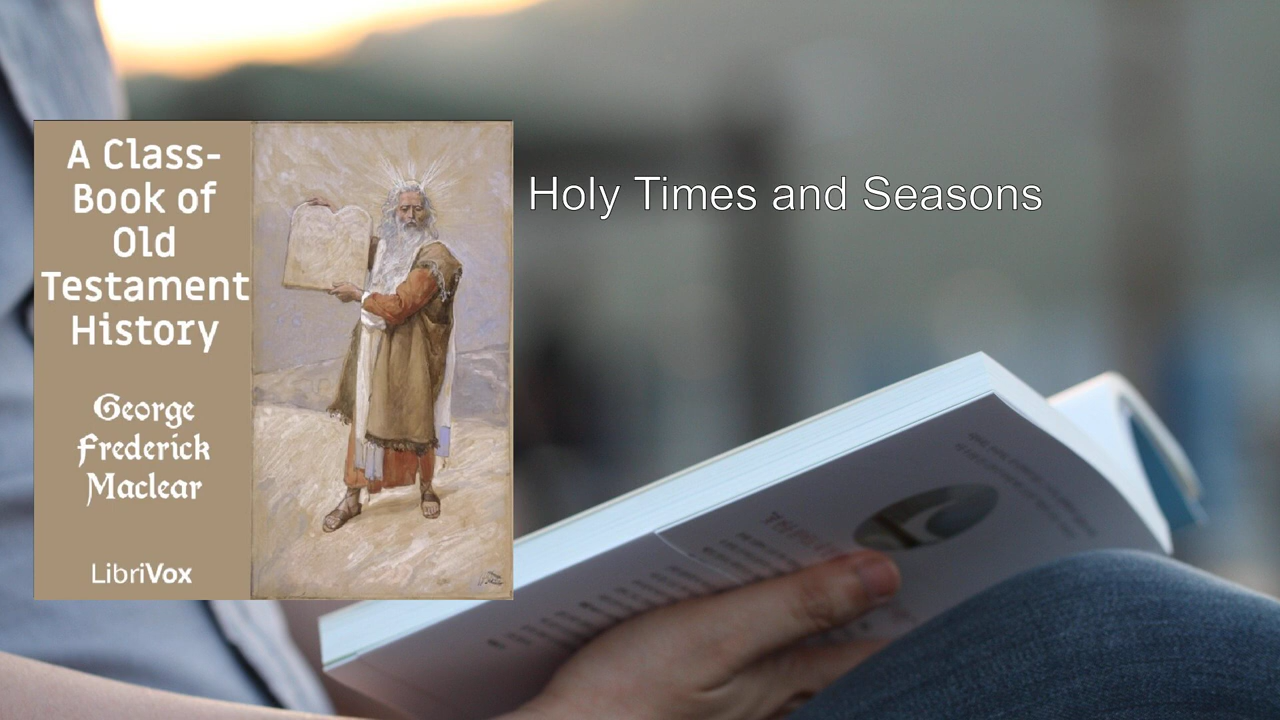 A Class-
Book of
Old
Testament
History
George
Frederick
Maclear
LibriVox
Holy Times and Seasons